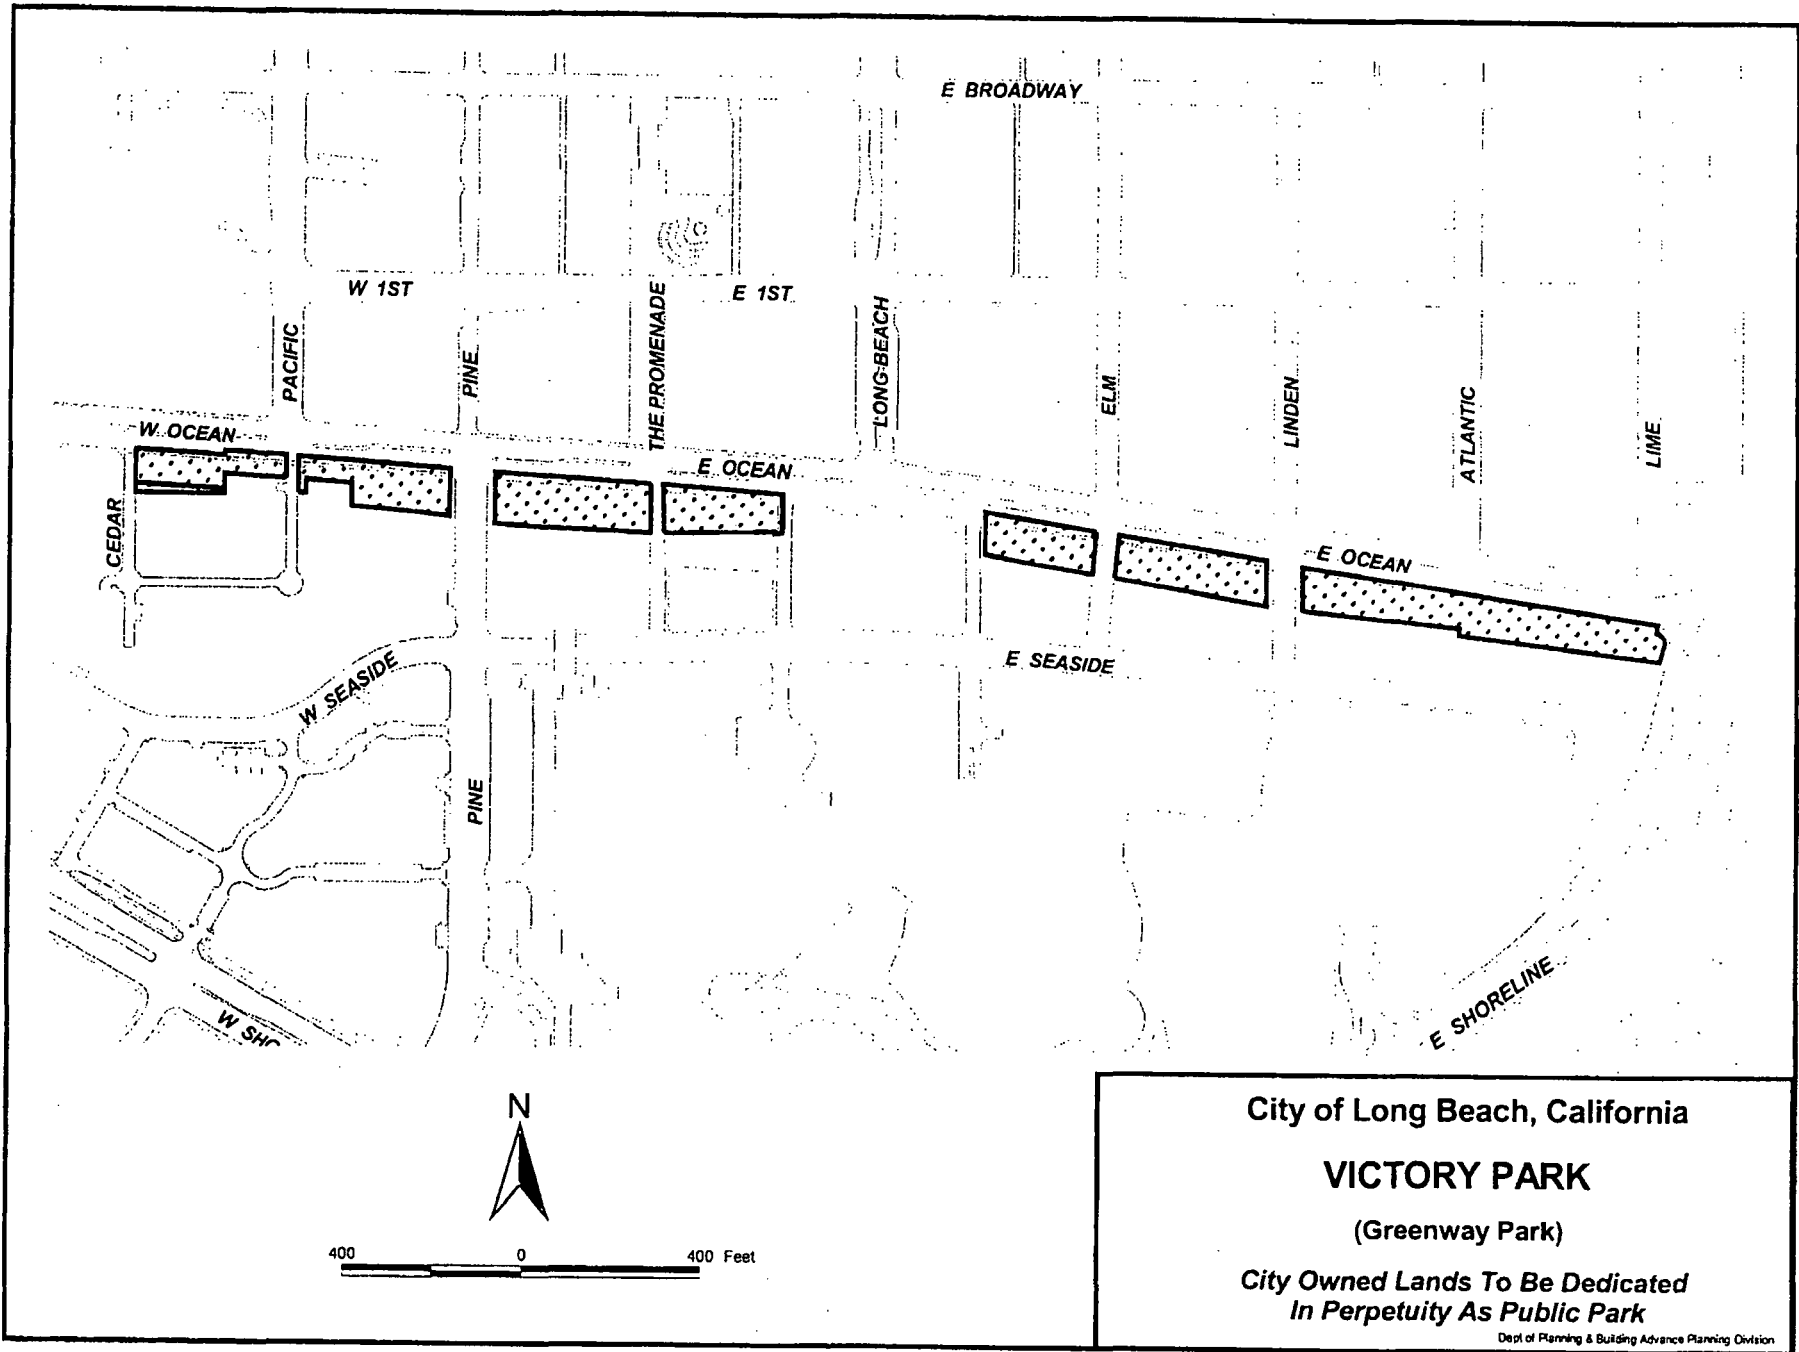 E BROADWAY
W 1ST
E 1ST
PACIFIC
PINE
THE PROMENADE
LONG BEACH
ELM
LINDEN
ATLANTIC
LIME
W OCEAN
E OCEAN
E OCEAN
CEDAR
W SEASIDE
E SEASIDE
PINE
W SHO
E SHORELINE
N
400 0 400 Feet
City of Long Beach, California
VICTORY PARK
(Greenway Park)
City Owned Lands To Be Dedicated
In Perpetuity As Public Park
Dept of Planning & Building Advance Planning Division